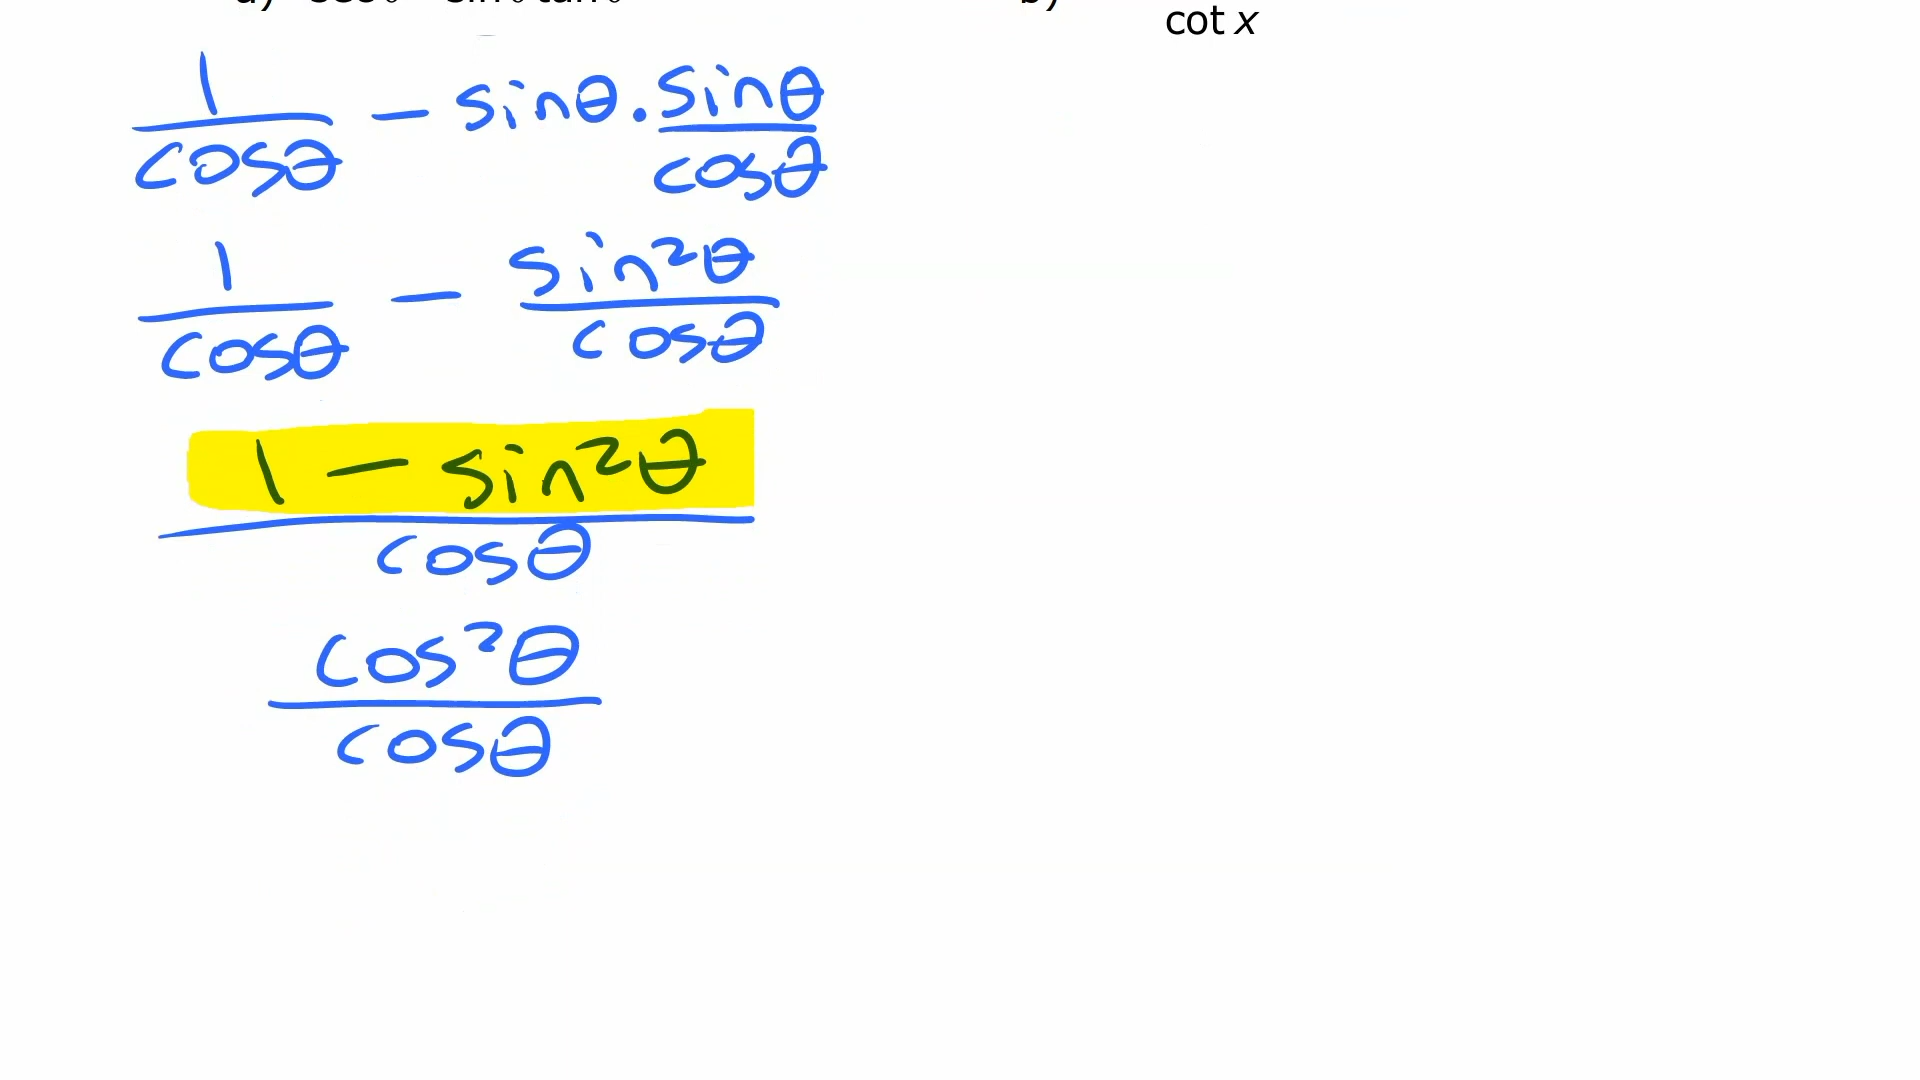 cot x
1/cosθ − sinθ · sinθ/cosθ
1/cosθ − sin²θ/cosθ
1 − sin²θ
cosθ
cos²θ
cosθ